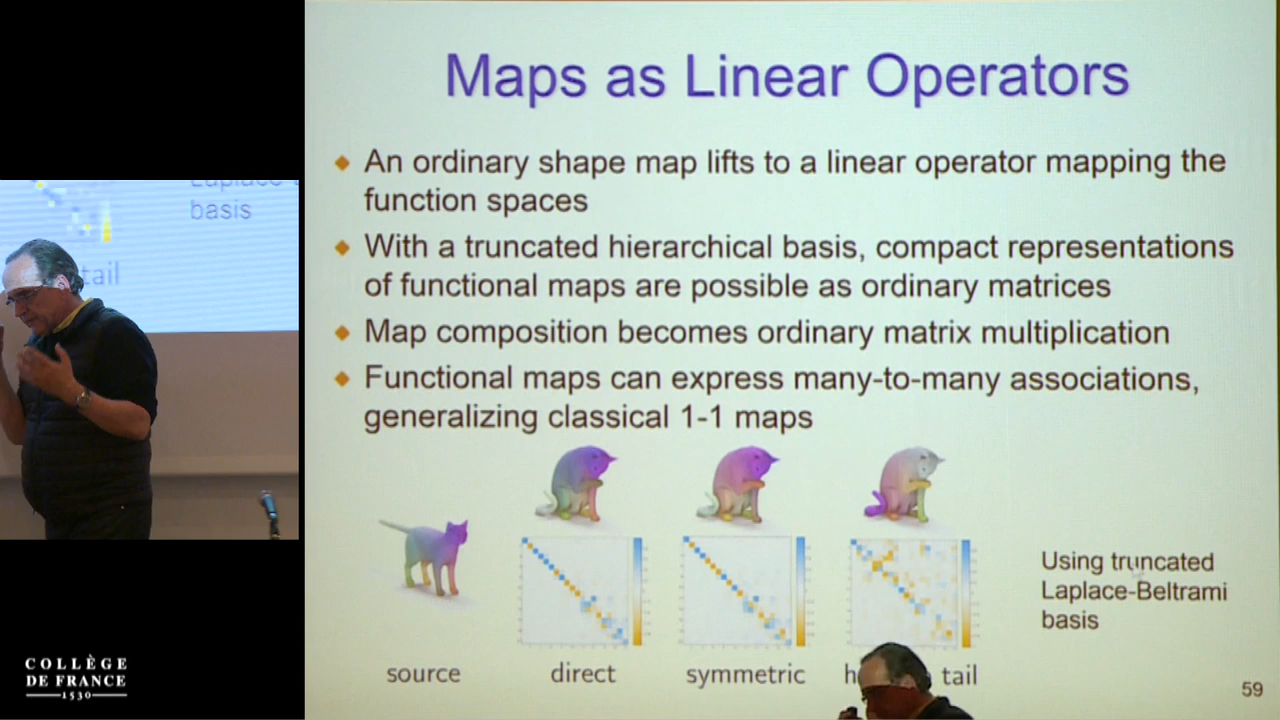 Maps as Linear Operators
An ordinary shape map lifts to a linear operator mapping the
function spaces
With a truncated hierarchical basis, compact representations
of functional maps are possible as ordinary matrices
Map composition becomes ordinary matrix multiplication
Functional maps can express many-to-many associations,
generalizing classical 1-1 maps
Using truncated
Laplace-Beltrami
basis
source
direct
symmetric
tail
59
basis
tail
COLLÈGE
DE FRANCE
1530